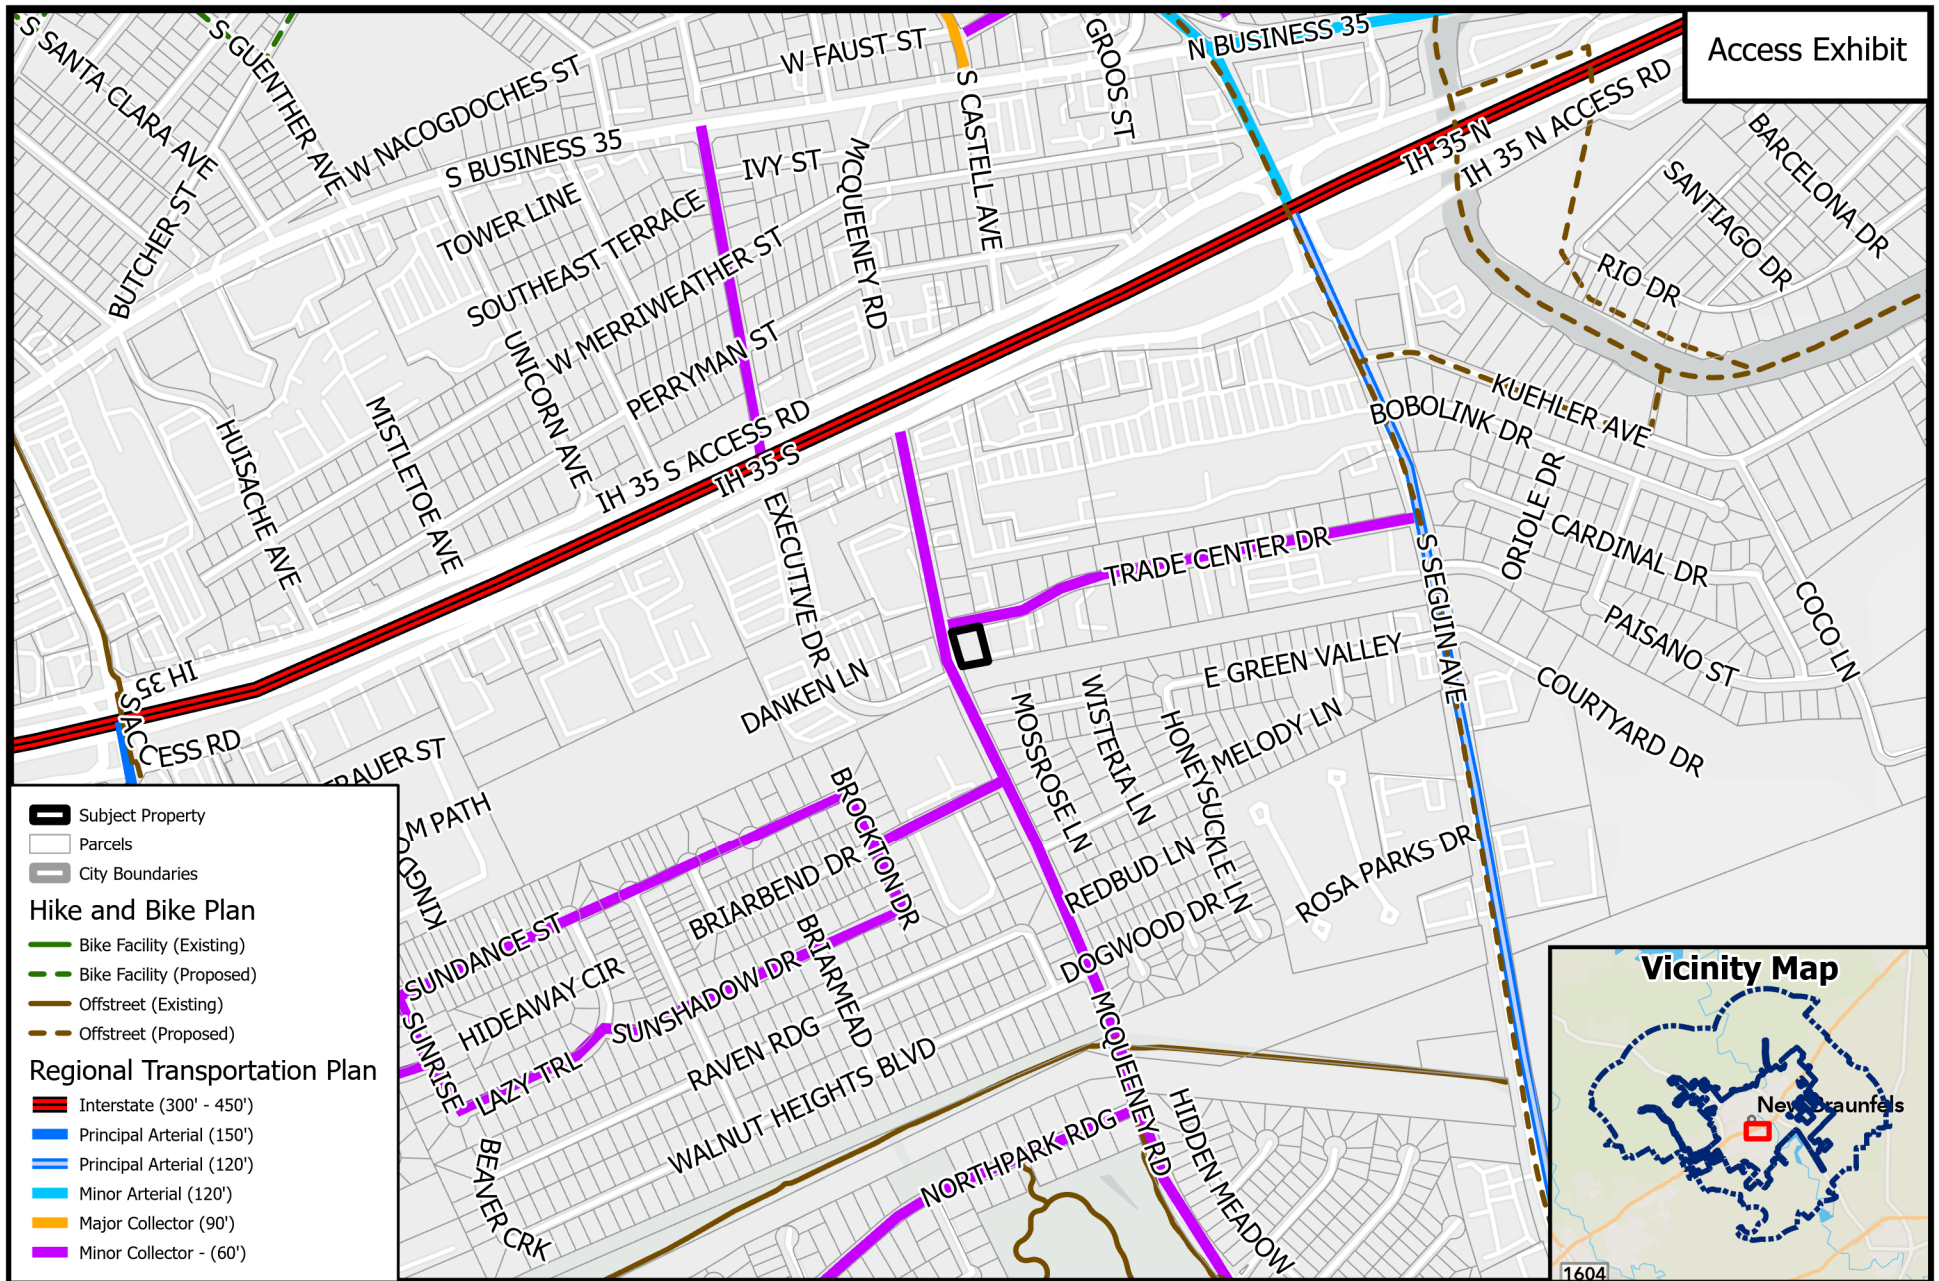 Access Exhibit
S SANTA CLARA AVE
S GUENTHER AVE
W NACOGDOCHES ST
W FAUST ST
S CASTELL AVE
GROOS ST
N BUSINESS 35
IH 35 N
IH 35 N ACCESS RD
BARCELONA DR
SANTIAGO DR
RIO DR
BUTCHER ST
S BUSINESS 35
IVY ST
MCQUEENEY RD
TOWER LINE
SOUTHEAST TERRACE
W MERRIWEATHER ST
UNICORN AVE
PERRYMAN ST
HUISACHE AVE
MISTLETOE AVE
IH 35 S ACCESS RD
IH 35 S
EXECUTIVE DR
DANKEN LN
KUEHLER AVE
BOBOLINK DR
ORIOLE DR
CARDINAL DR
PAISANO ST
COCO LN
TRADE CENTER DR
S SEGUIN AVE
E GREEN VALLEY
COURTYARD DR
MOSSROSE LN
WISTERIA LN
HONEYSUCKLE LN
MELODY LN
REDBUD LN
DOGWOOD DR
ROSA PARKS DR
IH 35
S ACCESS RD
RAUER ST
OM PATH
KINGDO
BROCKTON DR
BRIARBEND DR
BRIARMEAD
SUNDANCE ST
HIDEAWAY CIR
SUNSHADOW DR
SUNRISE
LAZY TRL
RAVEN RDG
WALNUT HEIGHTS BLVD
BEAVER CRK
NORTHPARK RDG
MCQUEENEY RD
HIDDEN MEADOW
Subject Property
Parcels
City Boundaries
Hike and Bike Plan
Bike Facility (Existing)
Bike Facility (Proposed)
Offstreet (Existing)
Offstreet (Proposed)
Regional Transportation Plan
Interstate (300' - 450')
Principal Arterial (150')
Principal Arterial (120')
Minor Arterial (120')
Major Collector (90')
Minor Collector - (60')
Vicinity Map
New Braunfels
1604